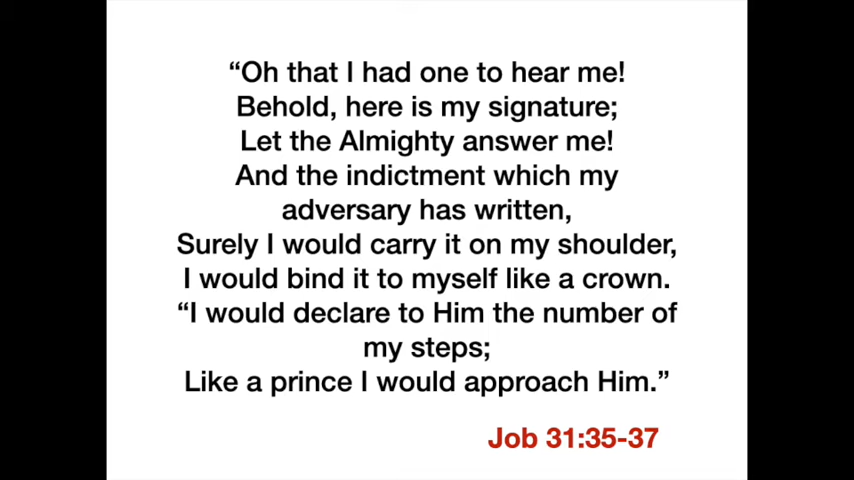 “Oh that I had one to hear me!
Behold, here is my signature;
Let the Almighty answer me!
And the indictment which my
adversary has written,
Surely I would carry it on my shoulder,
I would bind it to myself like a crown.
“I would declare to Him the number of
my steps;
Like a prince I would approach Him.”
Job 31:35-37